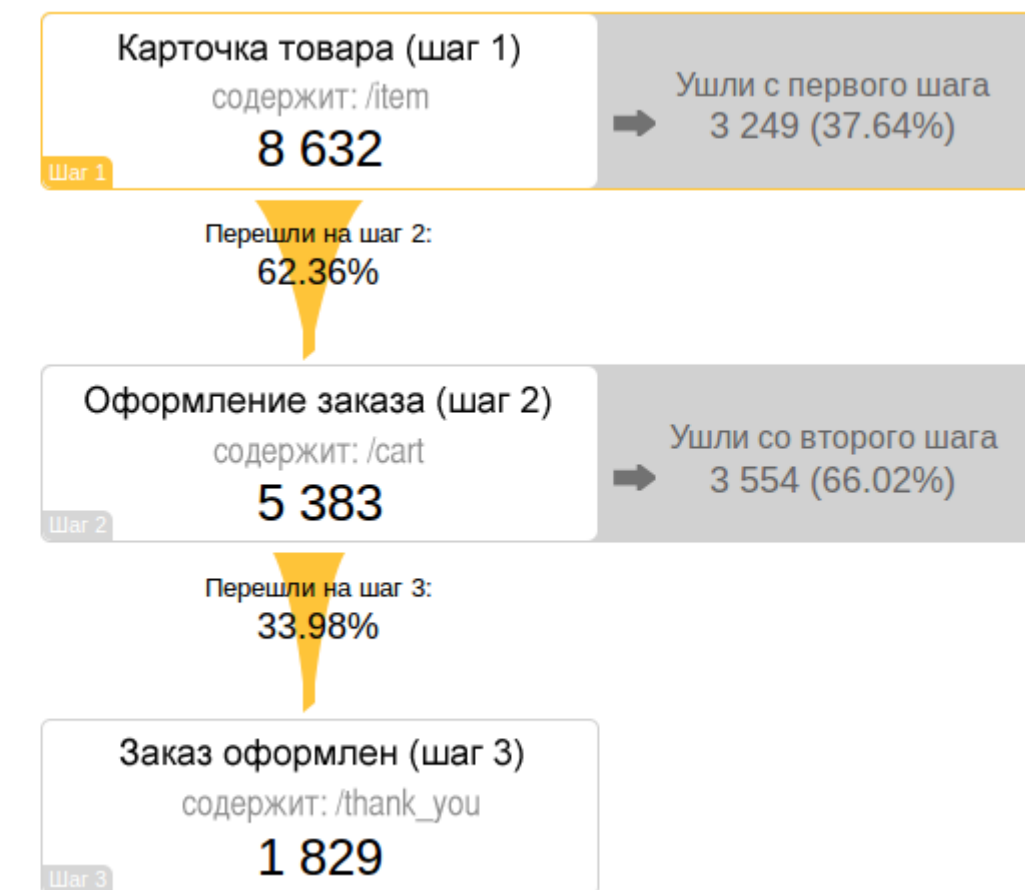 Карточка товара (шаг 1)
содержит: /item
8 632
Шаг 1
Ушли с первого шага
3 249 (37.64%)
Перешли на шаг 2:
62.36%
Оформление заказа (шаг 2)
содержит: /cart
5 383
Шаг 2
Ушли со второго шага
3 554 (66.02%)
Перешли на шаг 3:
33.98%
Заказ оформлен (шаг 3)
содержит: /thank_you
1 829
Шаг 3